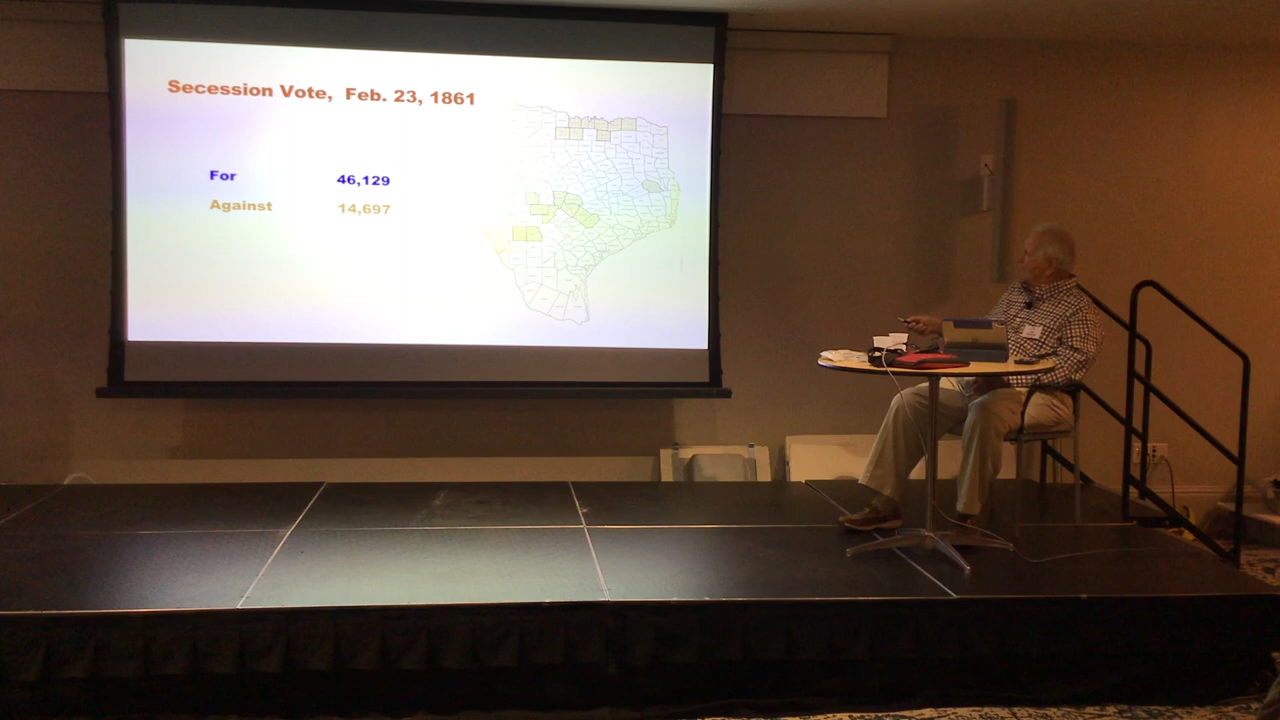 Secession Vote, Feb. 23, 1861
For 46,129
Against 14,697